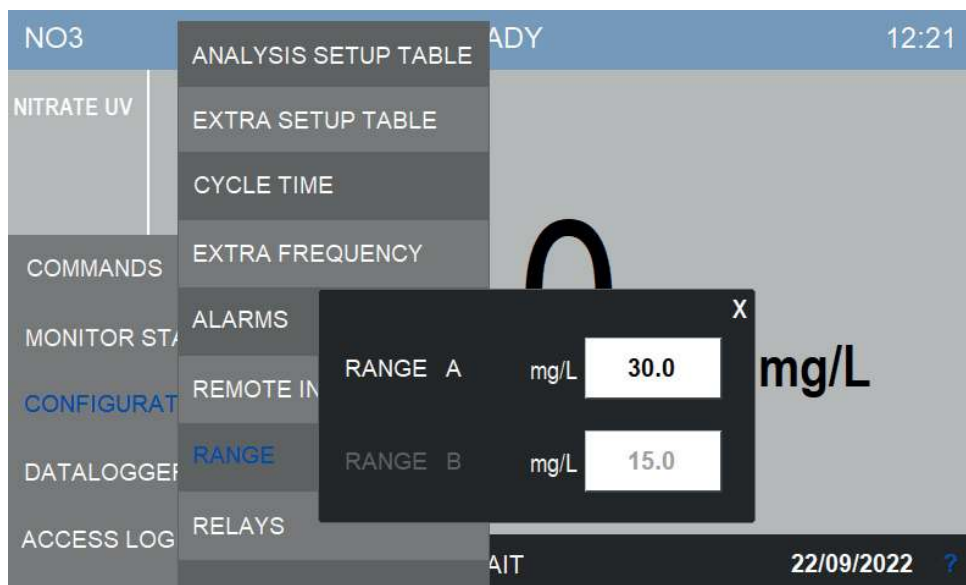 NO3 ADY 12:21
NITRATE UV
ANALYSIS SETUP TABLE
EXTRA SETUP TABLE
CYCLE TIME
EXTRA FREQUENCY
ALARMS
REMOTE IN
RANGE
RELAYS
COMMANDS
MONITOR STA
CONFIGURAT
DATALOGGER
ACCESS LOG
X
RANGE A mg/L 30.0
RANGE B mg/L 15.0
mg/L
AIT 22/09/2022 ?